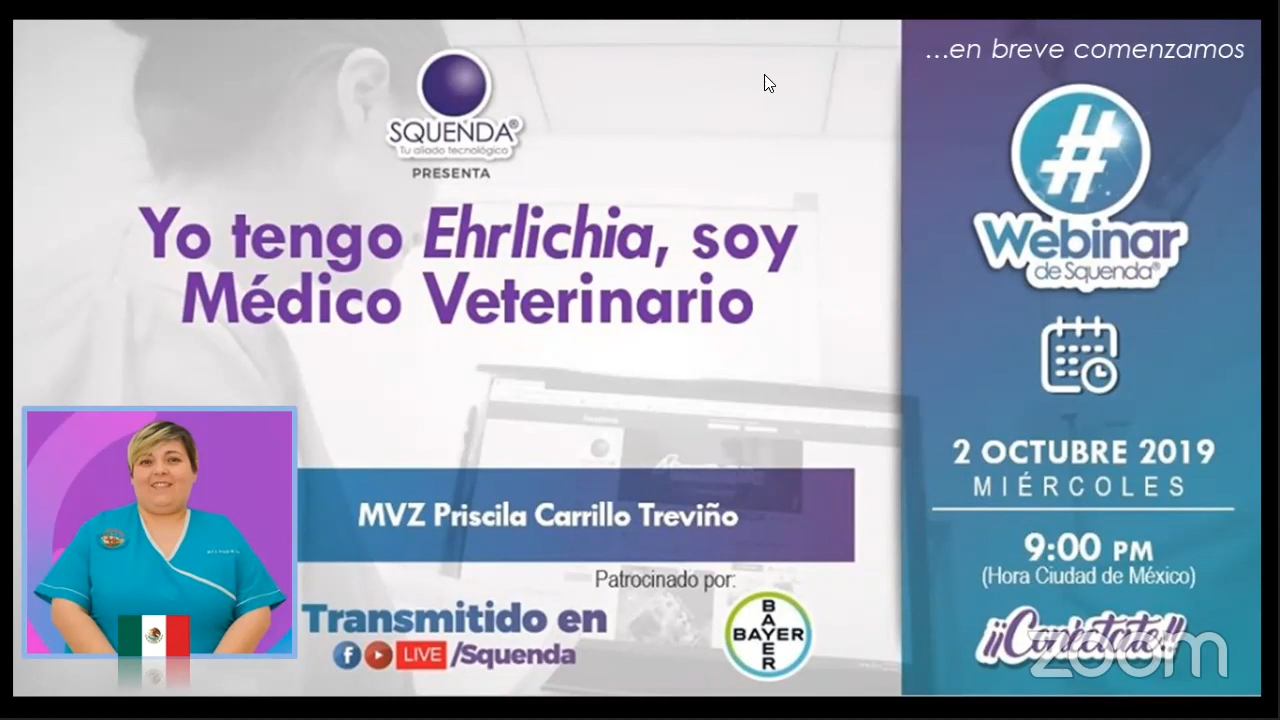 ...en breve comenzamos
SQUENDA®
Tu aliado tecnológico
PRESENTA
Yo tengo Ehrlichia, soy
Médico Veterinario
MVZ Priscila Carrillo Treviño
Patrocinado por:
BAYER
BAYER
Transmitido en
LIVE /Squenda
#
Webinar
de Squenda®
2 OCTUBRE 2019
MIÉRCOLES
9:00 PM
(Hora Ciudad de México)
¡¡Conéctate!!
zoom